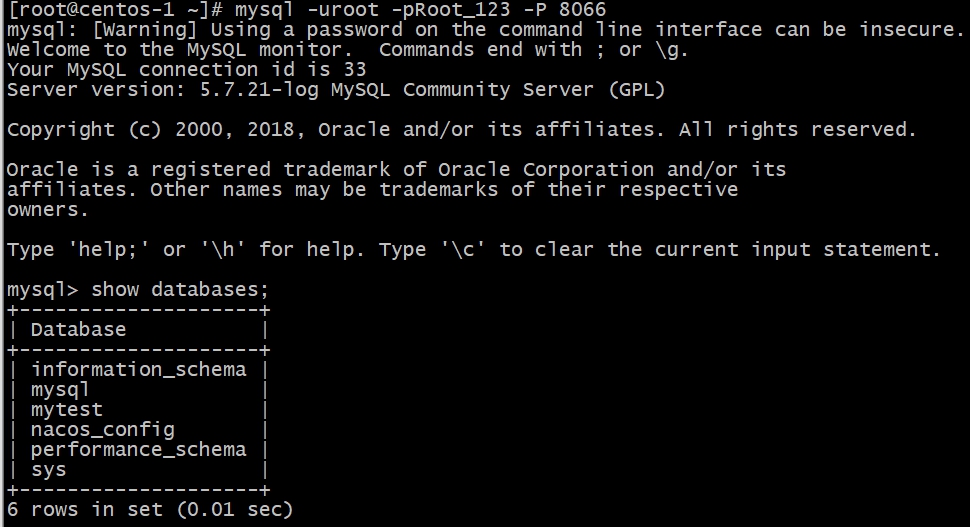 [root@centos-1 ~]# mysql -uroot -pRoot_123 -P 8066
mysql: [Warning] Using a password on the command line interface can be insecure.
Welcome to the MySQL monitor.  Commands end with ; or \g.
Your MySQL connection id is 33
Server version: 5.7.21-log MySQL Community Server (GPL)

Copyright (c) 2000, 2018, Oracle and/or its affiliates. All rights reserved.

Oracle is a registered trademark of Oracle Corporation and/or its
affiliates. Other names may be trademarks of their respective
owners.

Type 'help;' or '\h' for help. Type '\c' to clear the current input statement.

mysql> show databases;
+--------------------+
| Database           |
+--------------------+
| information_schema |
| mysql              |
| mytest             |
| nacos_config       |
| performance_schema |
| sys                |
+--------------------+
6 rows in set (0.01 sec)